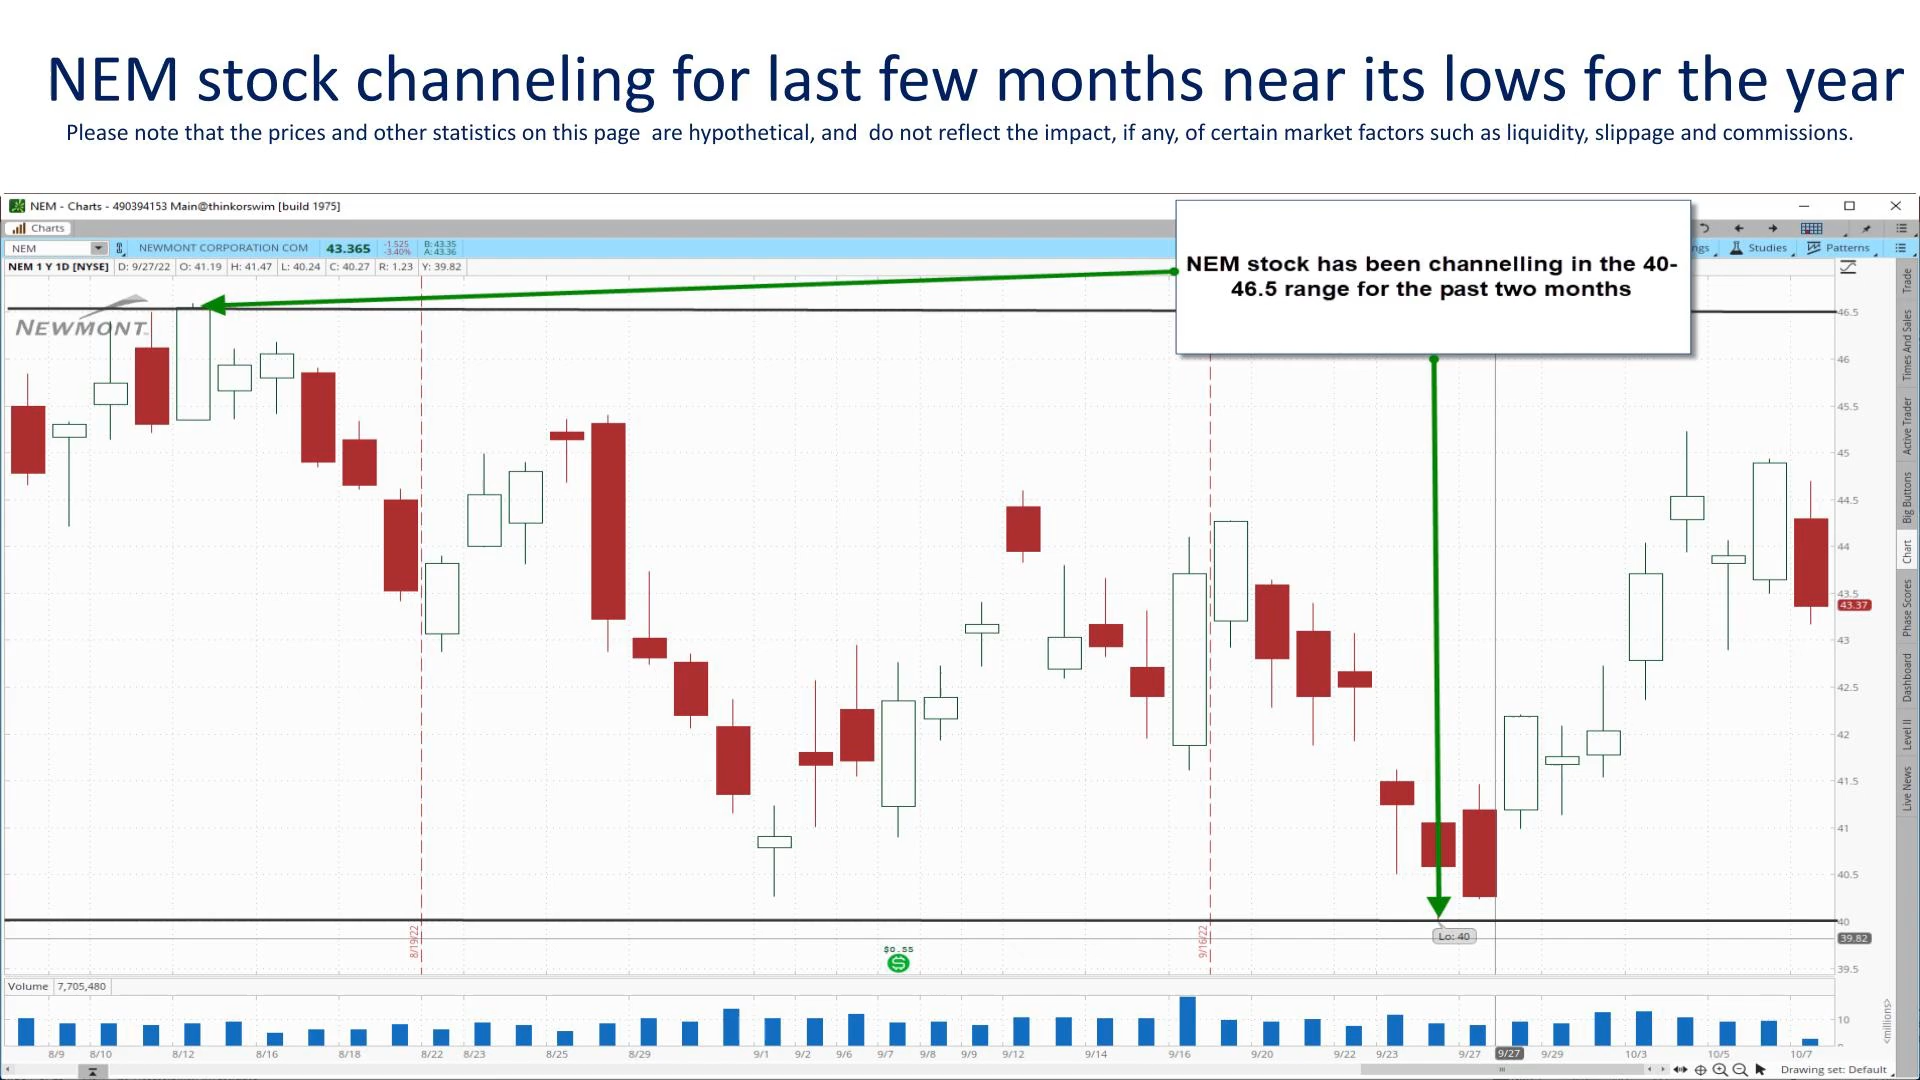 NEM stock channeling for last few months near its lows for the year
Please note that the prices and other statistics on this page are hypothetical, and do not reflect the impact, if any, of certain market factors such as liquidity, slippage and commissions.
NEM - Charts - 490394153 Main@thinkorswim [build 1975]
Charts
NEM
NEWMONT CORPORATION COM
43.365
-1.525
-3.40%
B: 43.35
A: 43.36
ngs
Studies
Patterns
NEM 1 Y 1D [NYSE]
D: 9/27/22
O: 41.19
H: 41.47
L: 40.24
C: 40.27
R: 1.23
Y: 39.82
NEM stock has been channelling in the 40-
46.5 range for the past two months
NEWMONT
46.5
46
45.5
45
44.5
44
43.5
43.37
43
42.5
42
41.5
41
40.5
40
39.82
39.5
Lo: 40
8/19/22
9/16/22
$0.55
Trade
Times And Sales
Active Trader
Big Buttons
Chart
Phase Scores
Dashboard
Level II
Live News
Volume
7,705,480
10
<millions>
8/9
8/10
8/12
8/16
8/18
8/22
8/23
8/25
8/29
9/1
9/2
9/6
9/7
9/8
9/9
9/12
9/14
9/16
9/20
9/22
9/23
9/27
9/27
9/29
10/3
10/5
10/7
Drawing set: Default